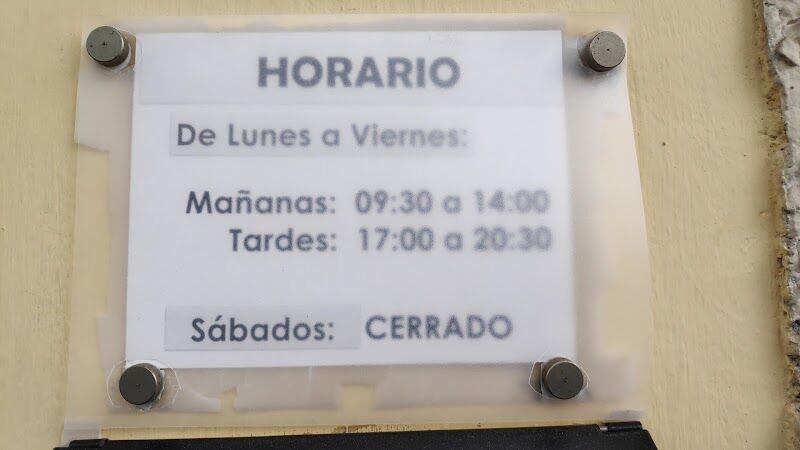 HORARIO
De Lunes a Viernes:
Mañanas: 09:30 a 14:00
Tardes: 17:00 a 20:30
Sábados: CERRADO